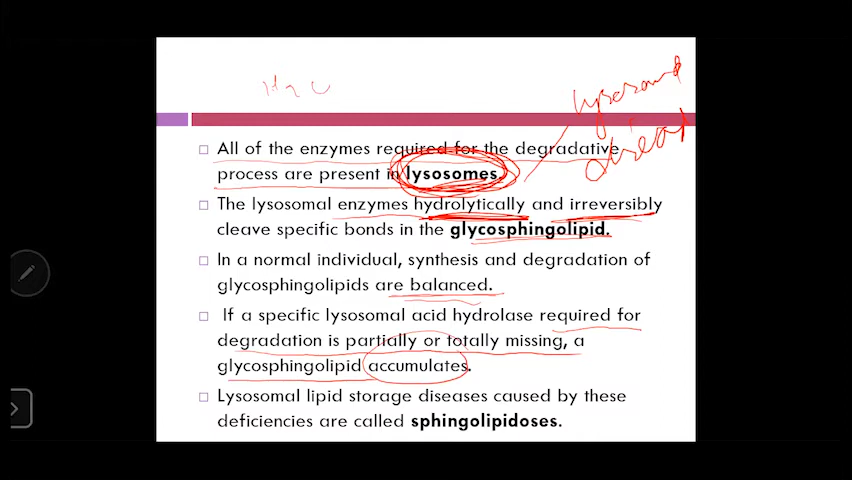 H2O
lysosomal
All of the enzymes required for the degradative
process are present in lysosomes.
The lysosomal enzymes hydrolytically and irreversibly
cleave specific bonds in the glycosphingolipid.
In a normal individual, synthesis and degradation of
glycosphingolipids are balanced.
If a specific lysosomal acid hydrolase required for
degradation is partially or totally missing, a
glycosphingolipid accumulates.
Lysosomal lipid storage diseases caused by these
deficiencies are called sphingolipidoses.